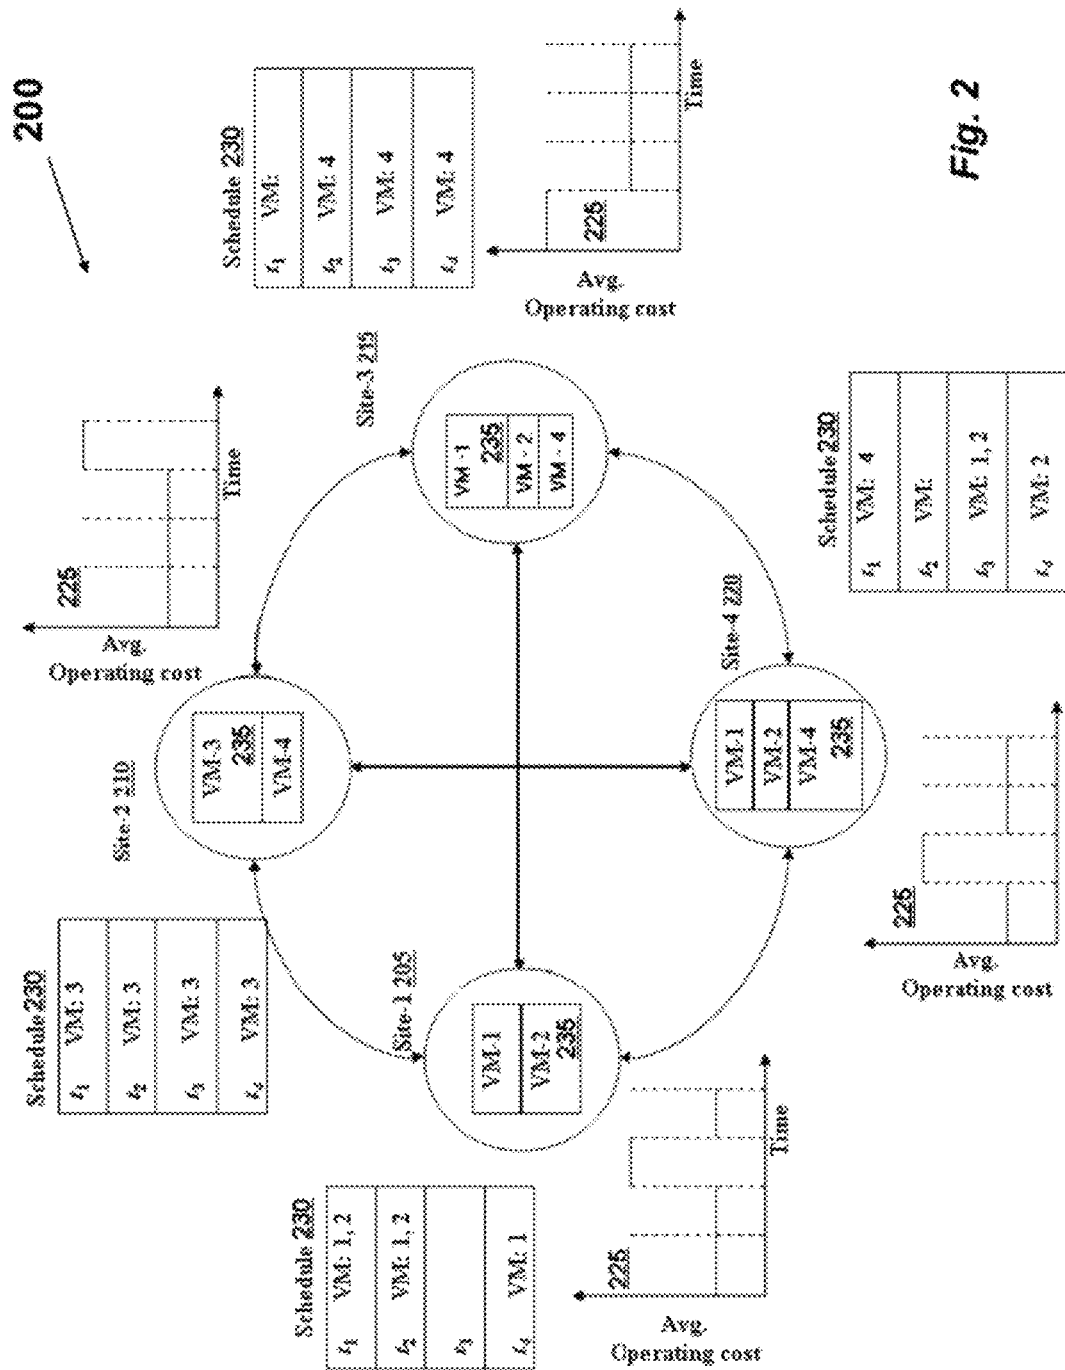 200
Schedule 230
t1 VM: 3
t2 VM: 3
t3 VM: 3
t4 VM: 3
Site-2 210
VM-3
235
VM-4
225
Avg.
Operating cost
Time
Schedule 230
t1 VM: 1, 2
t2 VM: 1, 2
t3
t4 VM: 1
Site-1 205
VM-1
VM-2
235
225
Avg.
Operating cost
Time
Site-3 215
VM -1
235
VM - 2
VM - 4
Schedule 230
t1 VM:
t2 VM: 4
t3 VM: 4
t4 VM: 4
225
Avg.
Operating cost
Time
Site-4 220
VM-1
VM-2
VM-4
235
225
Avg.
Operating cost
Schedule 230
t1 VM: 4
t2 VM:
t3 VM: 1, 2
t4 VM: 2
Fig. 2